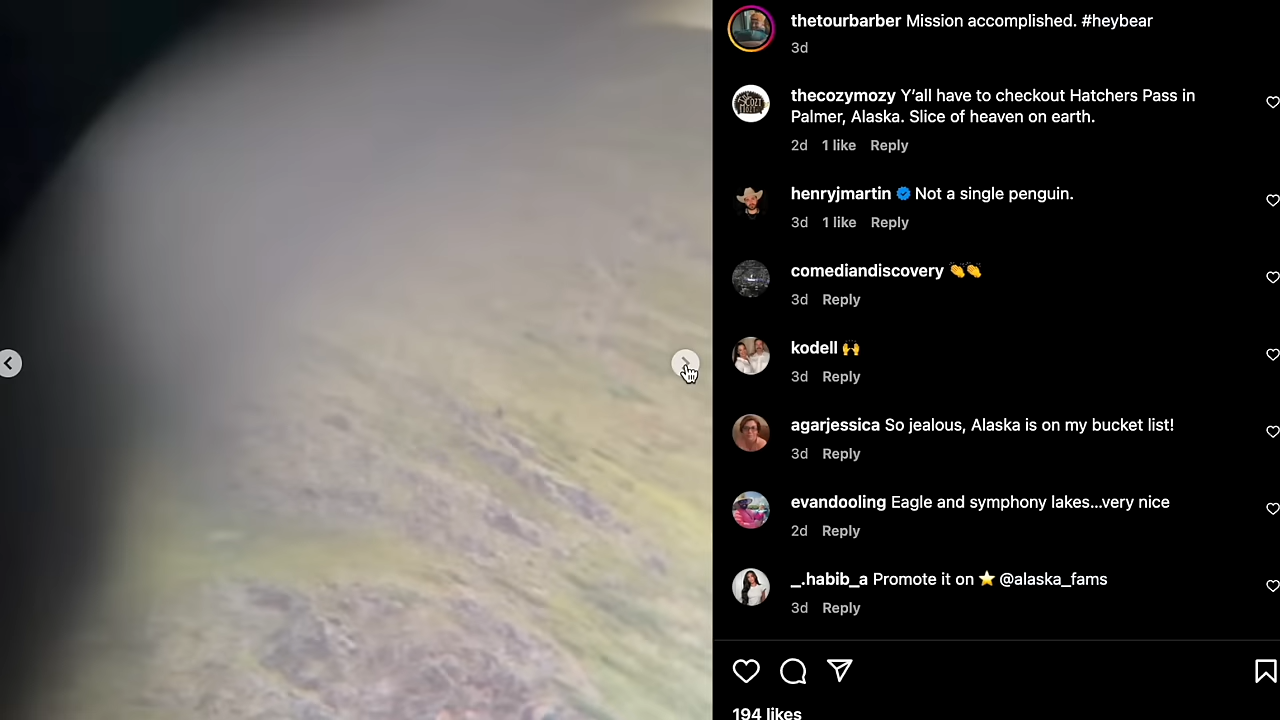 thetourbarber Mission accomplished. #heybear
3d
thecozymozy Y'all have to checkout Hatchers Pass in
Palmer, Alaska. Slice of heaven on earth.
2d 1 like Reply
henryjmartin Not a single penguin.
3d 1 like Reply
comediandiscovery 👏👏
3d Reply
kodell 🙌
3d Reply
agarjessica So jealous, Alaska is on my bucket list!
3d Reply
evandooling Eagle and symphony lakes...very nice
2d Reply
_.habib_a Promote it on ⭐ @alaska_fams
3d Reply
194 likes